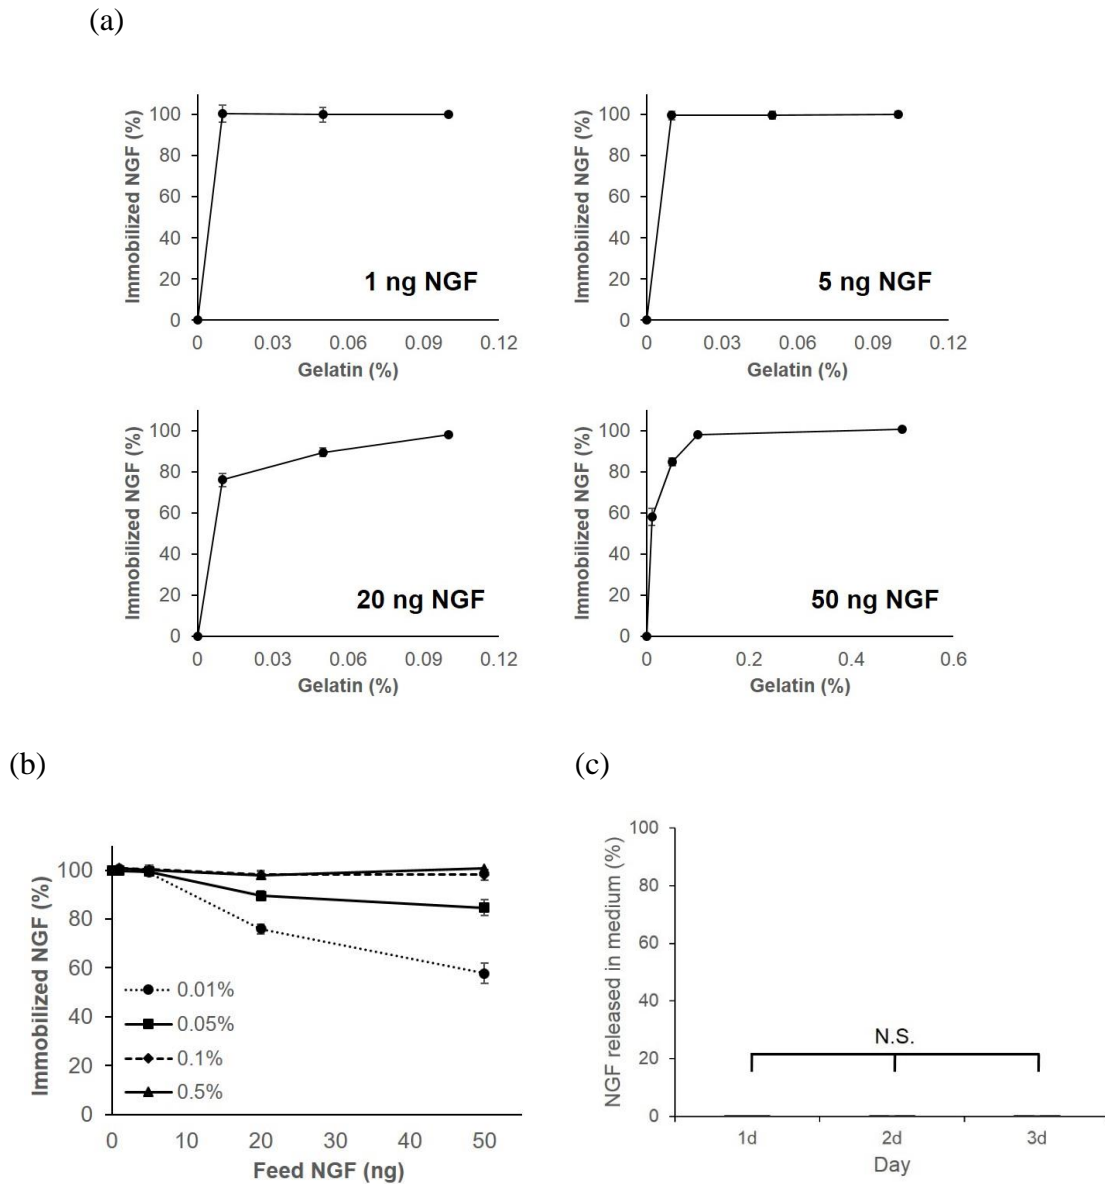 (a)
Immobilized NGF (%)
100
80
60
40
20
0
0 0.03 0.06 0.09 0.12
Gelatin (%)
1 ng NGF
Immobilized NGF (%)
100
80
60
40
20
0
0 0.03 0.06 0.09 0.12
Gelatin (%)
5 ng NGF
Immobilized NGF (%)
100
80
60
40
20
0
0 0.03 0.06 0.09 0.12
Gelatin (%)
20 ng NGF
Immobilized NGF (%)
100
80
60
40
20
0
0 0.2 0.4 0.6
Gelatin (%)
50 ng NGF
(b)
Immobilized NGF (%)
100
80
60
40
20
0
0.01%
0.05%
0.1%
0.5%
0 10 20 30 40 50
Feed NGF (ng)
(c)
NGF released in medium (%)
100
80
60
40
20
0
N.S.
1d 2d 3d
Day